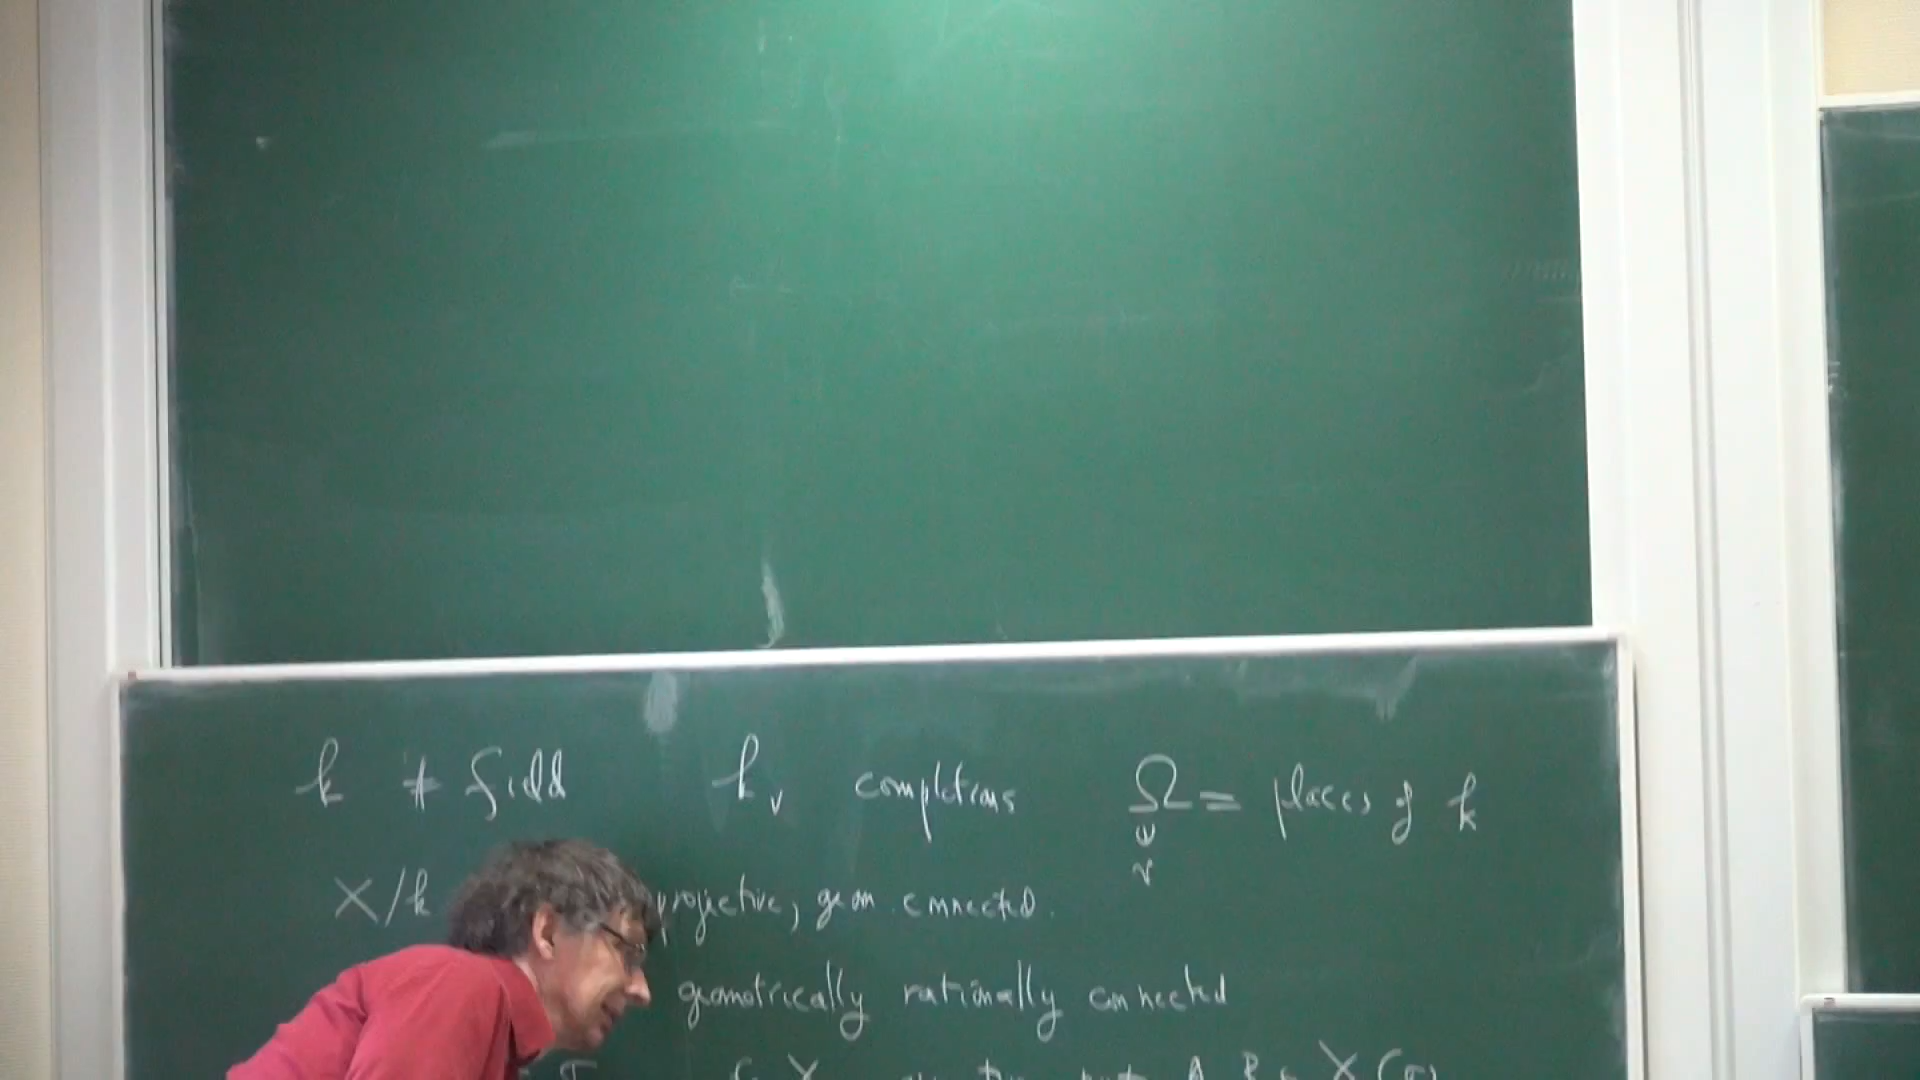 k # field k_v completions Ω = places of k
∈
v
X/k projective, geom. connected.
geometrically rationally connected
A, B ∈ X(